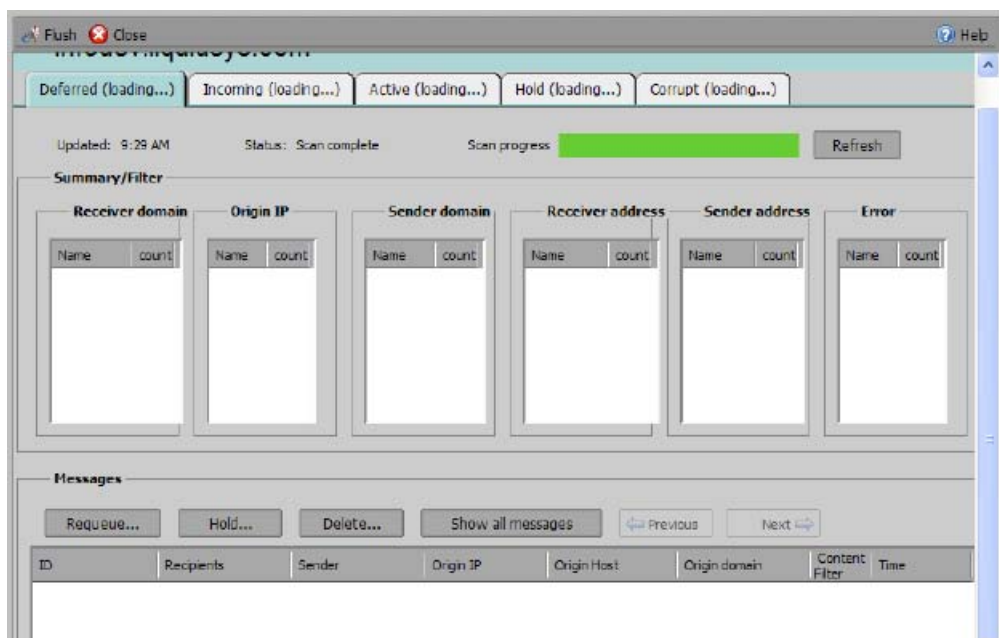 Flush Close Help
Deferred (loading...) Incoming (loading...) Active (loading...) Hold (loading...) Corrupt (loading...)
Updated: 9:29 AM Status: Scan complete Scan progress Refresh
Summary/Filter
Receiver domain Origin IP Sender domain Receiver address Sender address Error
Name count Name count Name count Name count Name count Name count
Messages
Requeue... Hold... Delete... Show all messages Previous Next
ID Recipients Sender Origin IP Origin Host Origin domain Content Filter Time